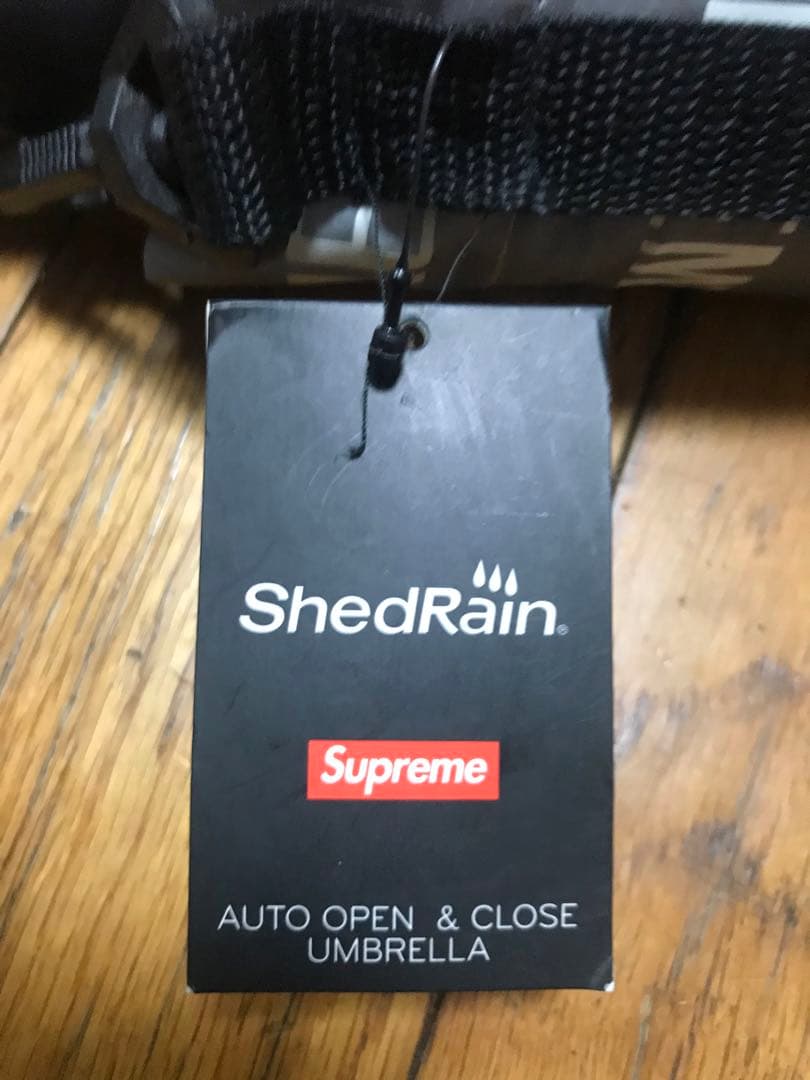 ShedRain®
Supreme
AUTO OPEN & CLOSE
UMBRELLA